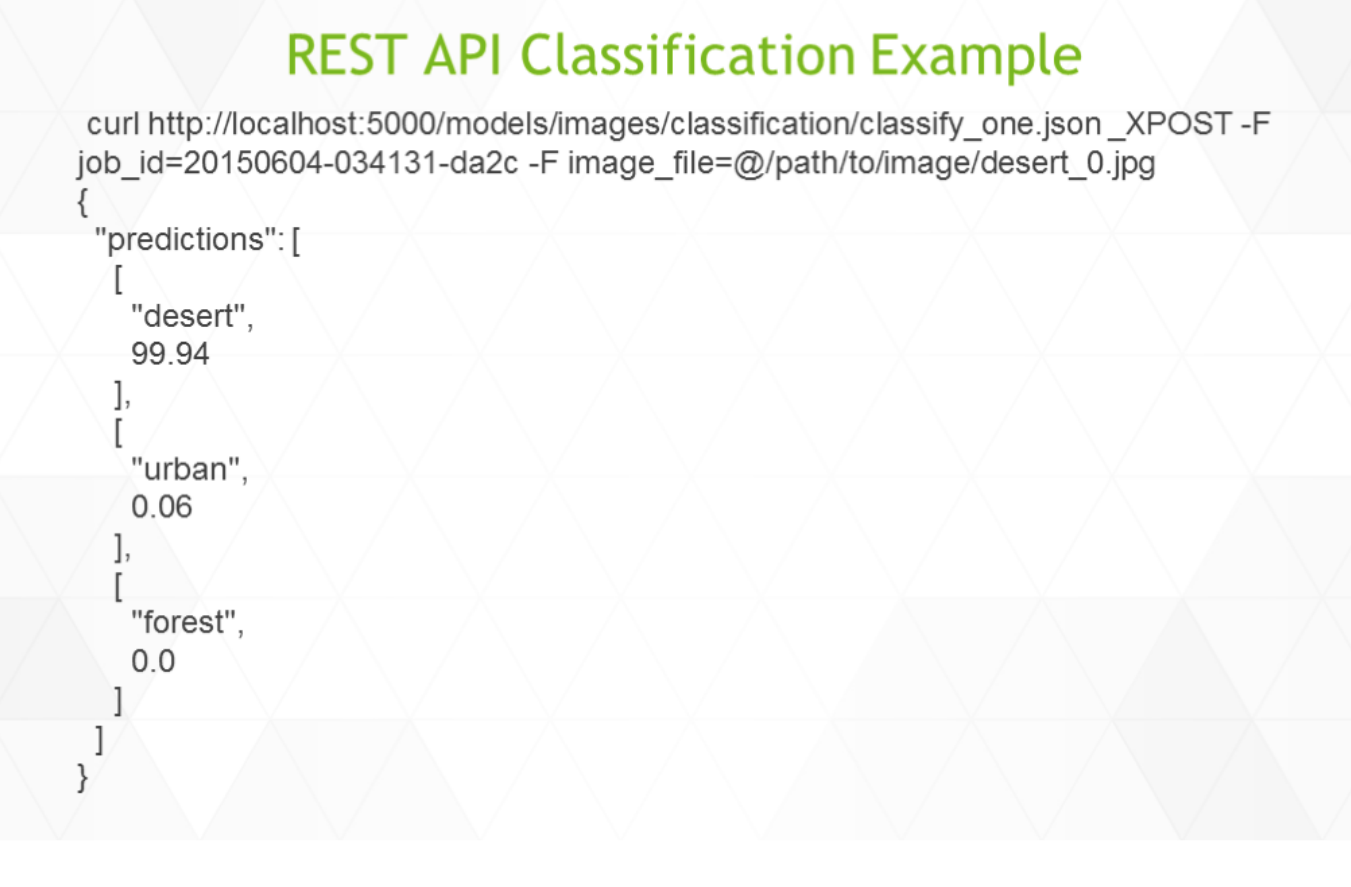 REST API Classification Example
curl http://localhost:5000/models/images/classification/classify_one.json _XPOST -F
job_id=20150604-034131-da2c -F image_file=@/path/to/image/desert_0.jpg
{
"predictions": [
[
"desert",
99.94
],
[
"urban",
0.06
],
[
"forest",
0.0
]
]
}